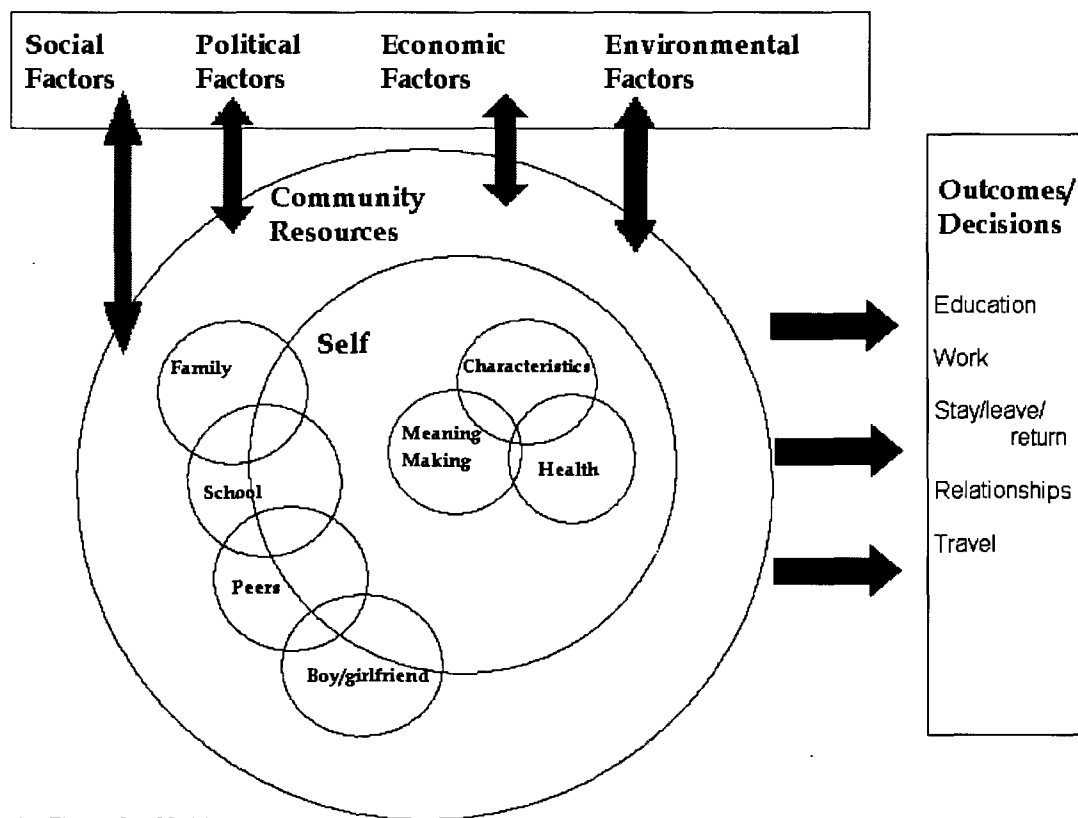 Social
Factors
Political
Factors
Economic
Factors
Environmental
Factors
Community
Resources
Self
Family
School
Peers
Boy/girlfriend
Characteristics
Meaning
Making
Health
Outcomes/
Decisions
Education
Work
Stay/leave/
return
Relationships
Travel